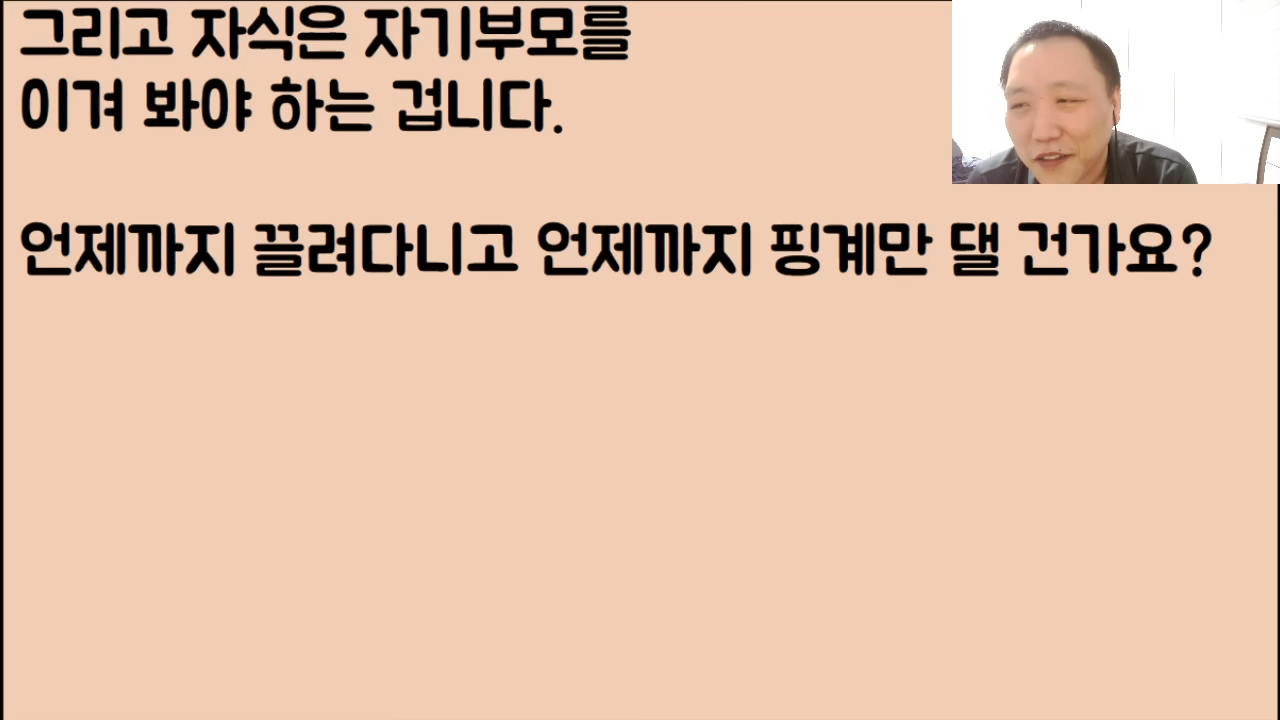 그리고 자식은 자기부모를
이겨 봐야 하는 겁니다.
언제까지 끌려다니고 언제까지 핑계만 댈 건가요?